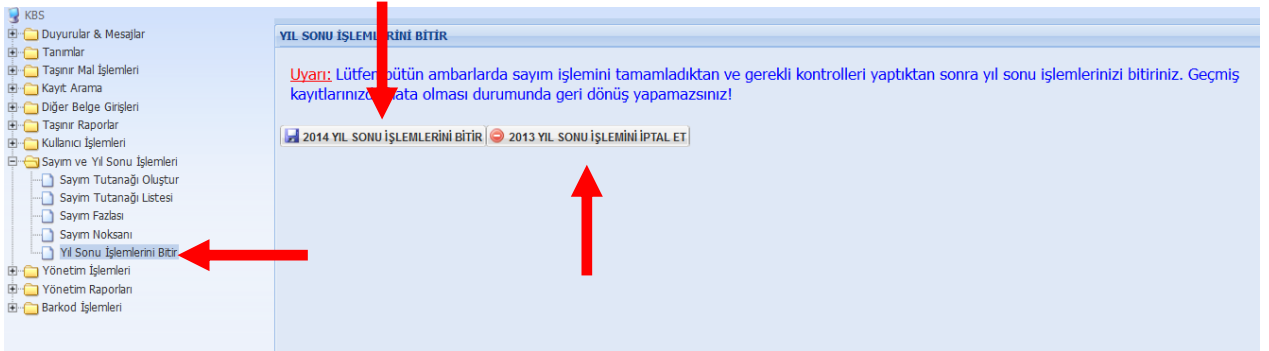 KBS
Duyurular & Mesajlar
Tanımlar
Taşınır Mal İşlemleri
Kayıt Arama
Diğer Belge Girişleri
Taşınır Raporlar
Kullanıcı İşlemleri
Sayım ve Yıl Sonu İşlemleri
Sayım Tutanağı Oluştur
Sayım Tutanağı Listesi
Sayım Fazlası
Sayım Noksanı
Yıl Sonu İşlemlerini Bitir
Yönetim İşlemleri
Yönetim Raporları
Barkod İşlemleri
YIL SONU İŞLEMLERİNİ BİTİR
Uyarı: Lütfen bütün ambarlarda sayım işlemini tamamladıktan ve gerekli kontrolleri yaptıktan sonra yıl sonu işlemlerinizi bitiriniz. Geçmiş
kayıtlarınızda hata olması durumunda geri dönüş yapamazsınız!
2014 YIL SONU İŞLEMLERİNİ BİTİR 2013 YIL SONU İŞLEMİNİ İPTAL ET